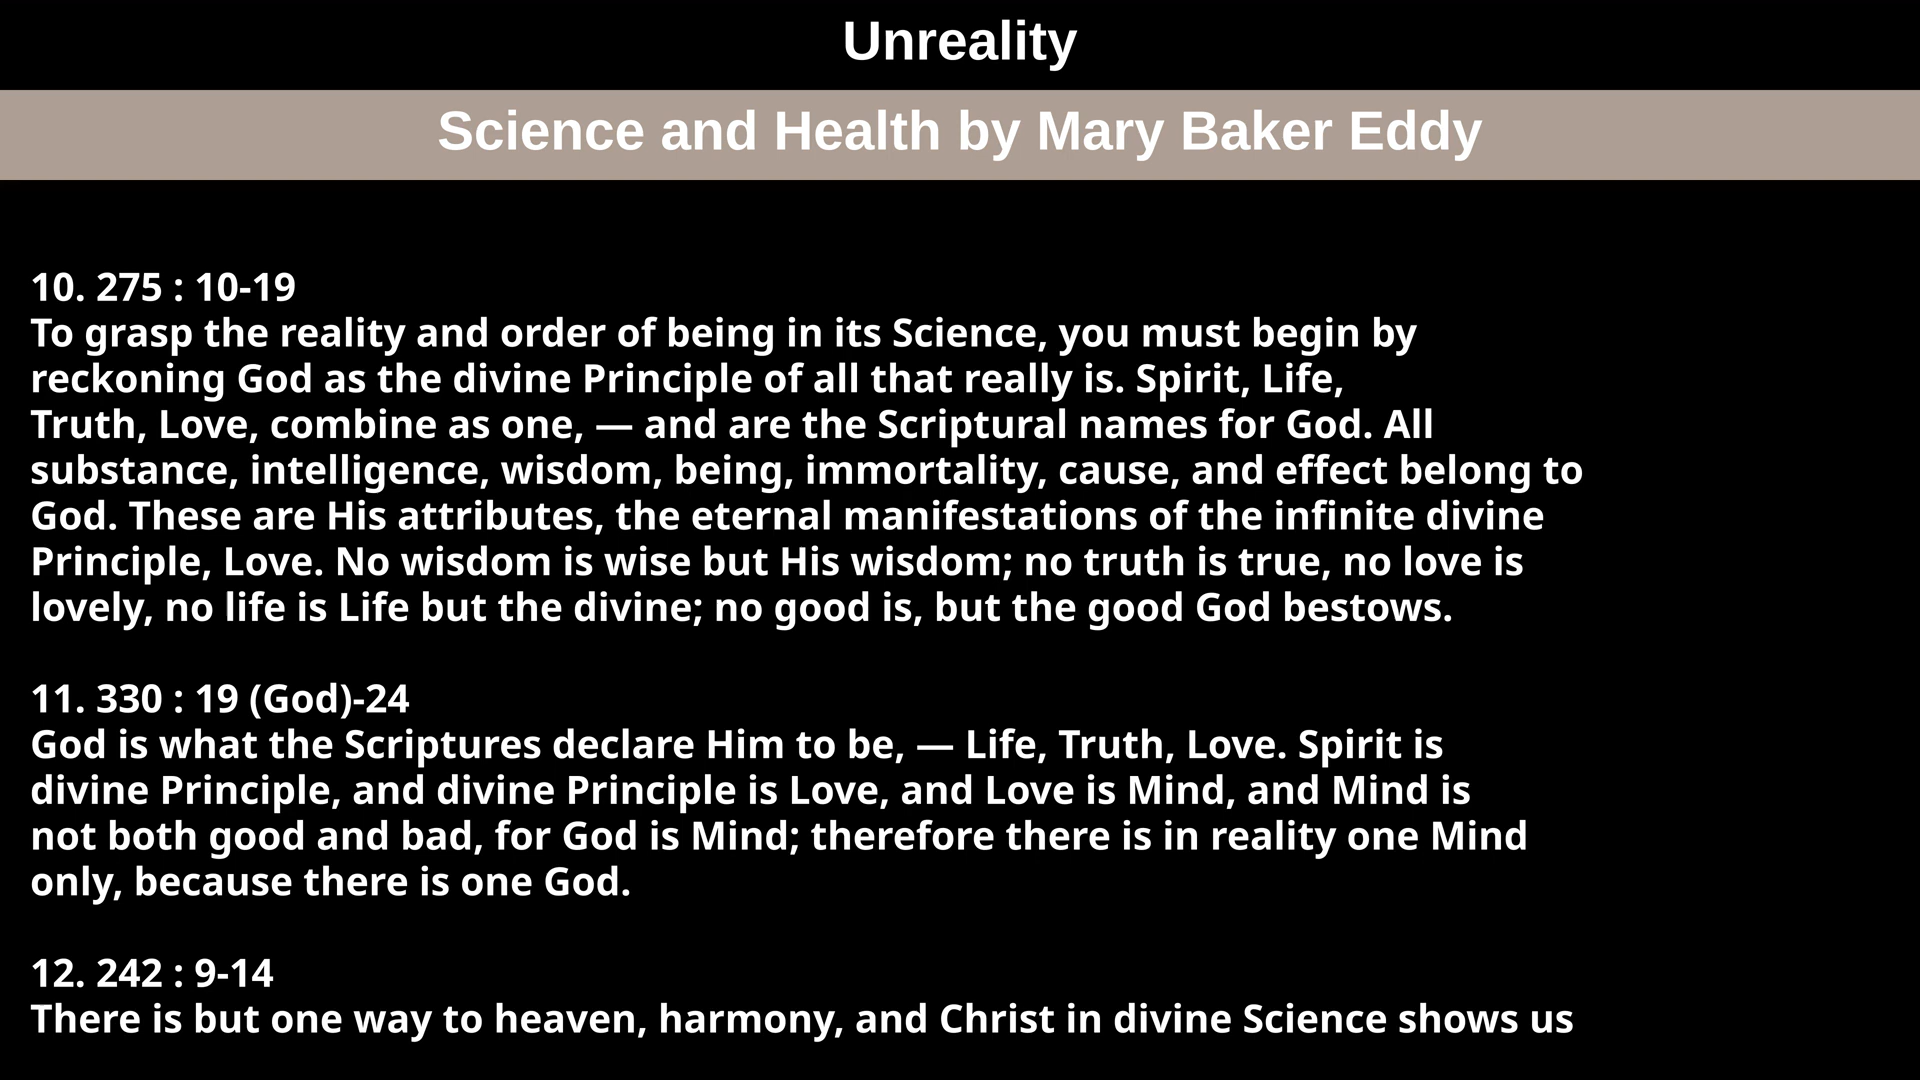 Unreality
Science and Health by Mary Baker Eddy
10. 275 : 10-19
To grasp the reality and order of being in its Science, you must begin by
reckoning God as the divine Principle of all that really is. Spirit, Life,
Truth, Love, combine as one, — and are the Scriptural names for God. All
substance, intelligence, wisdom, being, immortality, cause, and effect belong to
God. These are His attributes, the eternal manifestations of the infinite divine
Principle, Love. No wisdom is wise but His wisdom; no truth is true, no love is
lovely, no life is Life but the divine; no good is, but the good God bestows.
11. 330 : 19 (God)-24
God is what the Scriptures declare Him to be, — Life, Truth, Love. Spirit is
divine Principle, and divine Principle is Love, and Love is Mind, and Mind is
not both good and bad, for God is Mind; therefore there is in reality one Mind
only, because there is one God.
12. 242 : 9-14
There is but one way to heaven, harmony, and Christ in divine Science shows us